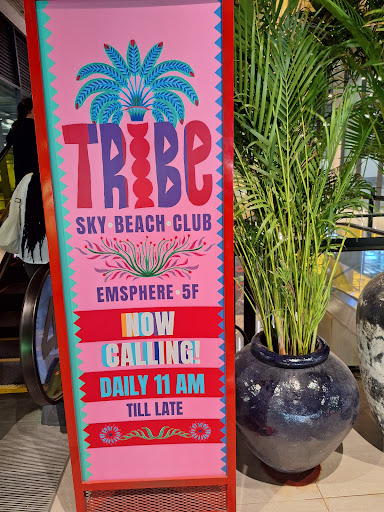 TRIBE
SKY • BEACH • CLUB
EMSPHERE • 5F
NOW
CALLING!
DAILY 11 AM
TILL LATE